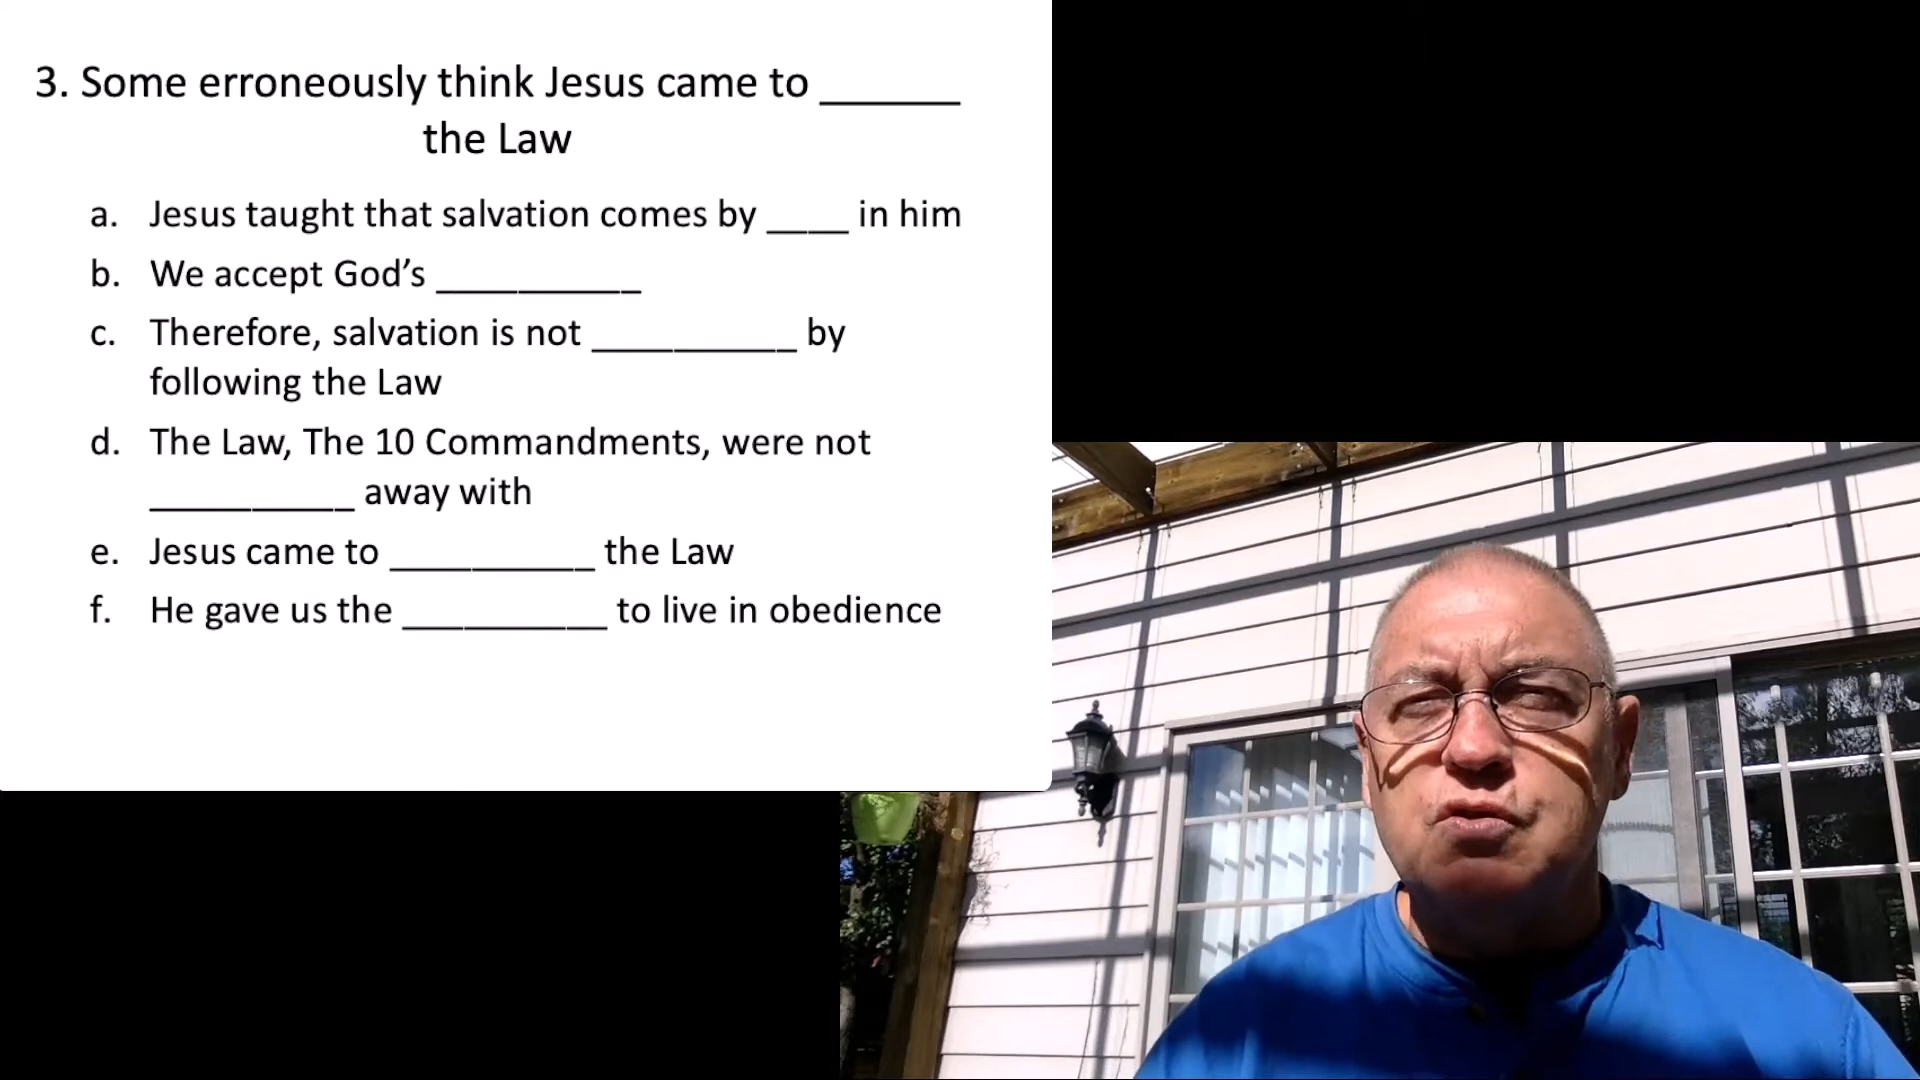 3. Some erroneously think Jesus came to ______
the Law
a. Jesus taught that salvation comes by ____ in him
b. We accept God’s __________
c. Therefore, salvation is not __________ by
following the Law
d. The Law, The 10 Commandments, were not
__________ away with
e. Jesus came to __________ the Law
f. He gave us the __________ to live in obedience